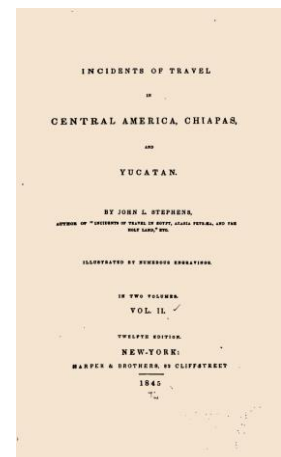 INCIDENTS OF TRAVEL
IN
CENTRAL AMERICA, CHIAPAS,
AND
YUCATAN.
BY JOHN L. STEPHENS,
AUTHOR OF "INCIDENTS OF TRAVEL IN EGYPT, ARABIA PETRÆA, AND THE
HOLY LAND," ETC.
ILLUSTRATED BY NUMEROUS ENGRAVINGS.
IN TWO VOLUMES.
VOL. II.
TWELFTH EDITION.
NEW-YORK:
HARPER & BROTHERS, 82 CLIFFSTREET
1845